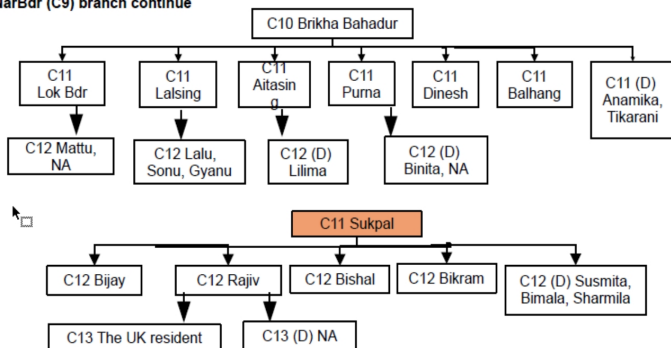 NarBdr (C9) branch continue
C10 Brikha Bahadur
C11
Lok Bdr
C11
Lalsing
C11
Aitasin
g
C11
Purna
C11
Dinesh
C11
Balhang
C11 (D)
Anamika,
Tikarani
C12 Mattu,
NA
C12 Lalu,
Sonu, Gyanu
C12 (D)
Lilima
C12 (D)
Binita, NA
C11 Sukpal
C12 Bijay
C12 Rajiv
C12 Bishal
C12 Bikram
C12 (D) Susmita,
Bimala, Sharmila
C13 The UK resident
C13 (D) NA